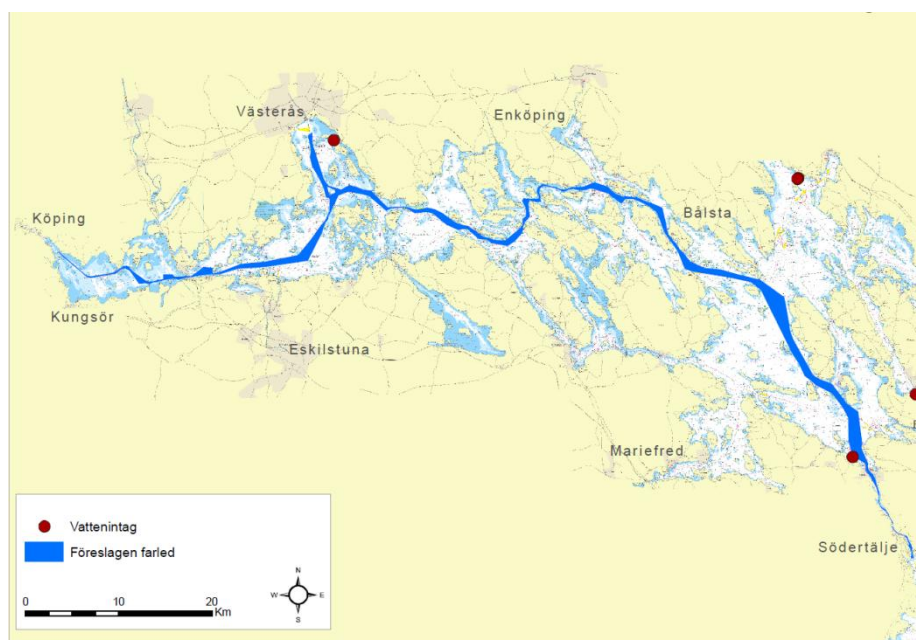 Västerås
Enköping
Köping
Bålsta
Kungsör
Eskilstuna
Mariefred
Södertälje
Vattenintag
Föreslagen farled
N
W E
S
0 10 20
Km